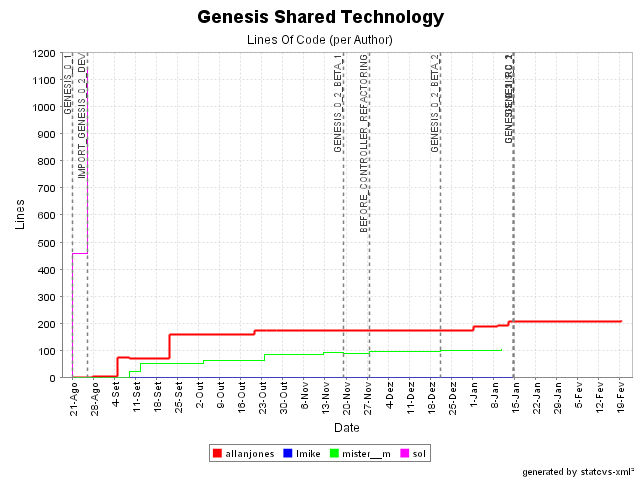 Genesis Shared Technology
Lines Of Code (per Author)
1200
1100
1000
900
800
700
600
500
400
300
200
100
0
Lines
GENESIS_0_1
IMPORT_GENESIS_0_2_DEV
GENESIS_0_2_BETA_1
BEFORE_CONTROLLER_REFACTORING
GENESIS_0_2_BETA_2
21-Ago
28-Ago
4-Set
11-Set
18-Set
25-Set
2-Out
9-Out
16-Out
23-Out
30-Out
6-Nov
13-Nov
20-Nov
27-Nov
4-Dez
11-Dez
18-Dez
25-Dez
1-Jan
8-Jan
15-Jan
22-Jan
29-Jan
5-Fev
12-Fev
19-Fev
Date
allanjones lmike mister__m sol
generated by statcvs-xml²